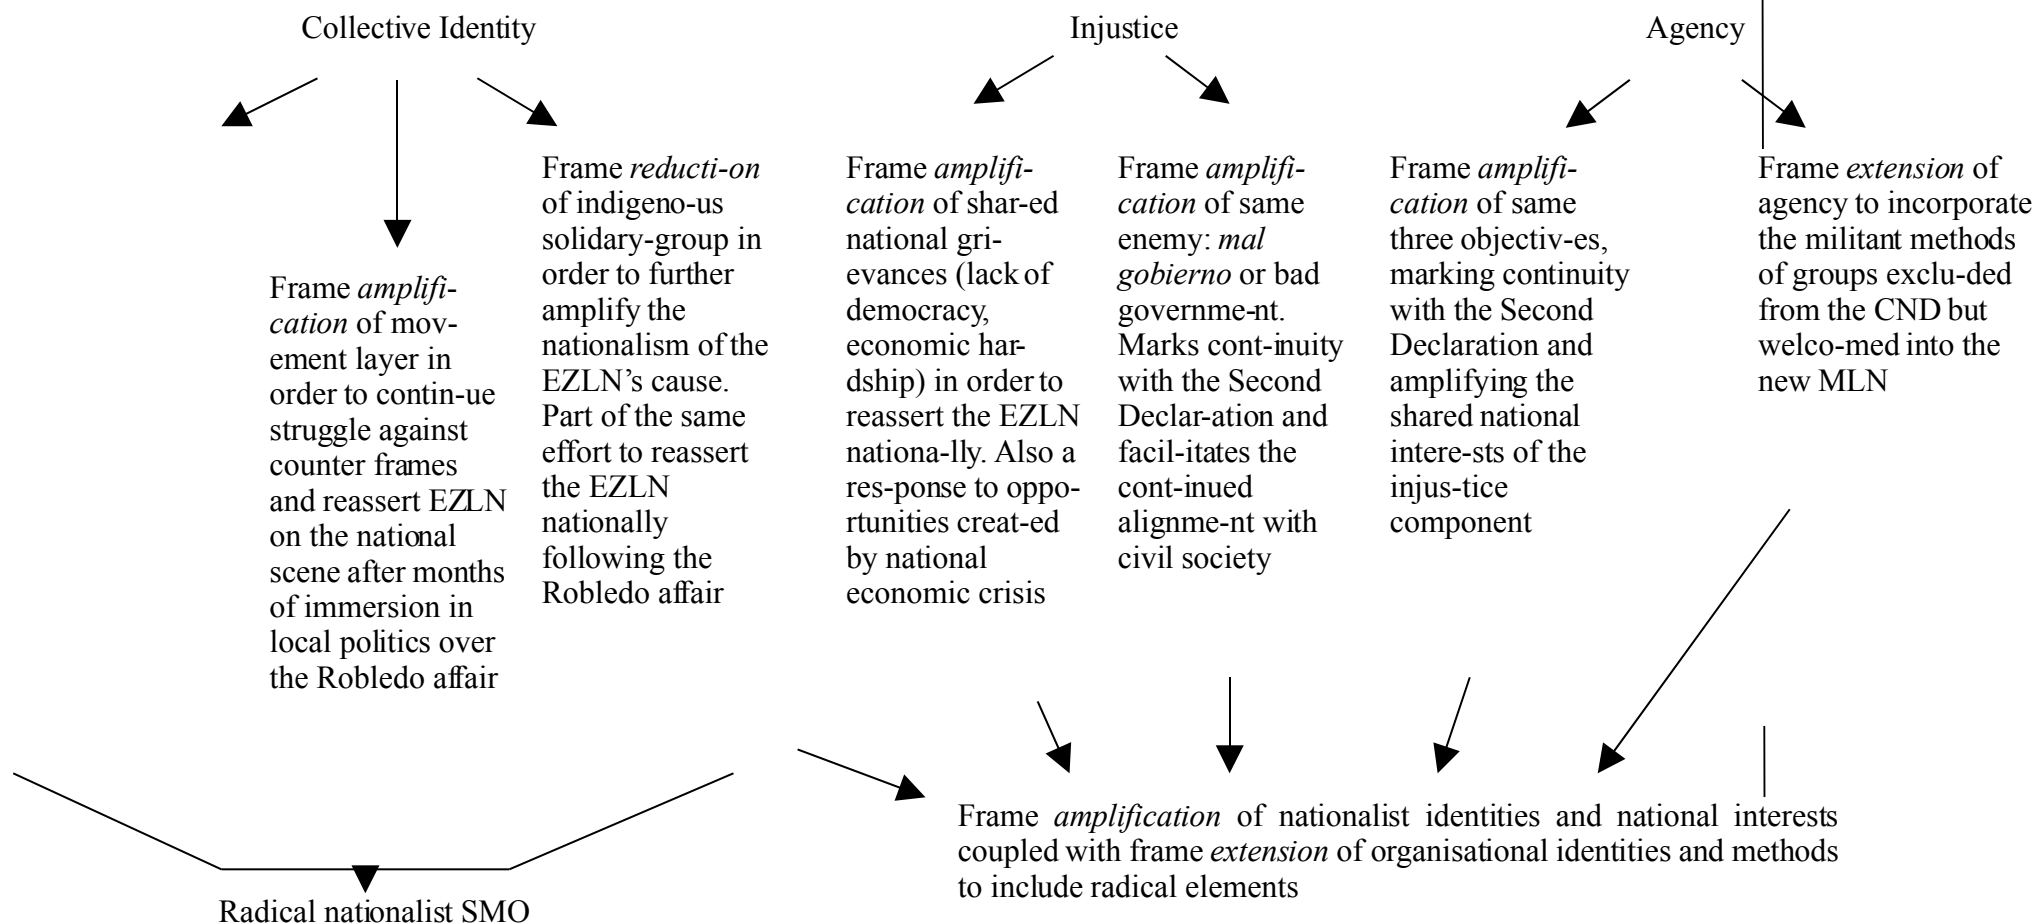 Collective Identity
Injustice
Agency
Frame amplifi-
cation of mov-
ement layer in
order to contin-ue
struggle against
counter frames
and reassert EZLN
on the national
scene after months
of immersion in
local politics over
the Robledo affair
Frame reducti-on
of indigeno-us
solidary-group in
order to further
amplify the
nationalism of the
EZLN’s cause.
Part of the same
effort to reassert
the EZLN
nationally
following the
Robledo affair
Frame amplifi-
cation of shar-ed
national gri-
evances (lack of
democracy,
economic har-
dship) in order to
reassert the EZLN
nationa-lly. Also a
res-ponse to oppo-
rtunities creat-ed
by national
economic crisis
Frame amplifi-
cation of same
enemy: mal
gobierno or bad
governme-nt.
Marks cont-inuity
with the Second
Declar-ation and
facil-itates the
cont-inued
alignme-nt with
civil society
Frame amplifi-
cation of same
three objectiv-es,
marking continuity
with the Second
Declaration and
amplifying the
shared national
intere-sts of the
injus-tice
component
Frame extension of
agency to incorporate
the militant methods
of groups exclu-ded
from the CND but
welco-med into the
new MLN
Frame amplification of nationalist identities and national interests
coupled with frame extension of organisational identities and methods
to include radical elements
Radical nationalist SMO